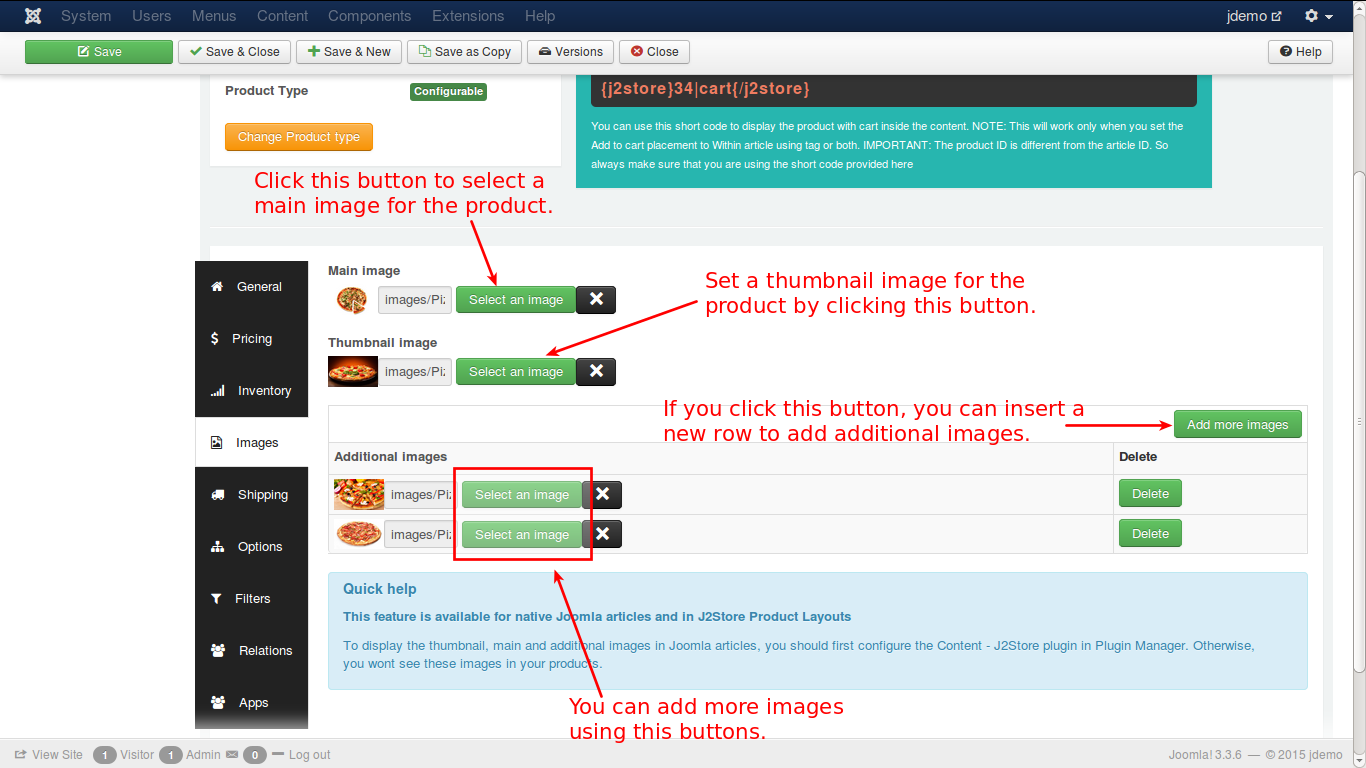 System Users Menus Content Components Extensions Help jdemo
Save Save & Close Save & New Save as Copy Versions Close Help
Product Type Configurable
Change Product type
{j2store}34|cart{/j2store}
You can use this short code to display the product with cart inside the content. NOTE: This will work only when you set the
Add to cart placement to Within article using tag or both. IMPORTANT: The product ID is different from the article ID. So
always make sure that you are using the short code provided here
Click this button to select a
main image for the product.
General
Pricing
Inventory
Images
Shipping
Options
Filters
Relations
Apps
Main image
images/Pi Select an image
Set a thumbnail image for the
product by clicking this button.
Thumbnail image
images/Pi Select an image
If you click this button, you can insert a
new row to add additional images.
Add more images
Additional images Delete
images/Pi Select an image Delete
images/Pi Select an image Delete
Quick help
This feature is available for native Joomla articles and in J2Store Product Layouts
To display the thumbnail, main and additional images in Joomla articles, you should first configure the Content - J2Store plugin in Plugin Manager. Otherwise,
you wont see these images in your products.
You can add more images
using this buttons.
View Site 1 Visitor 1 Admin 0 Log out Joomla! 3.3.6 — © 2015 jdemo